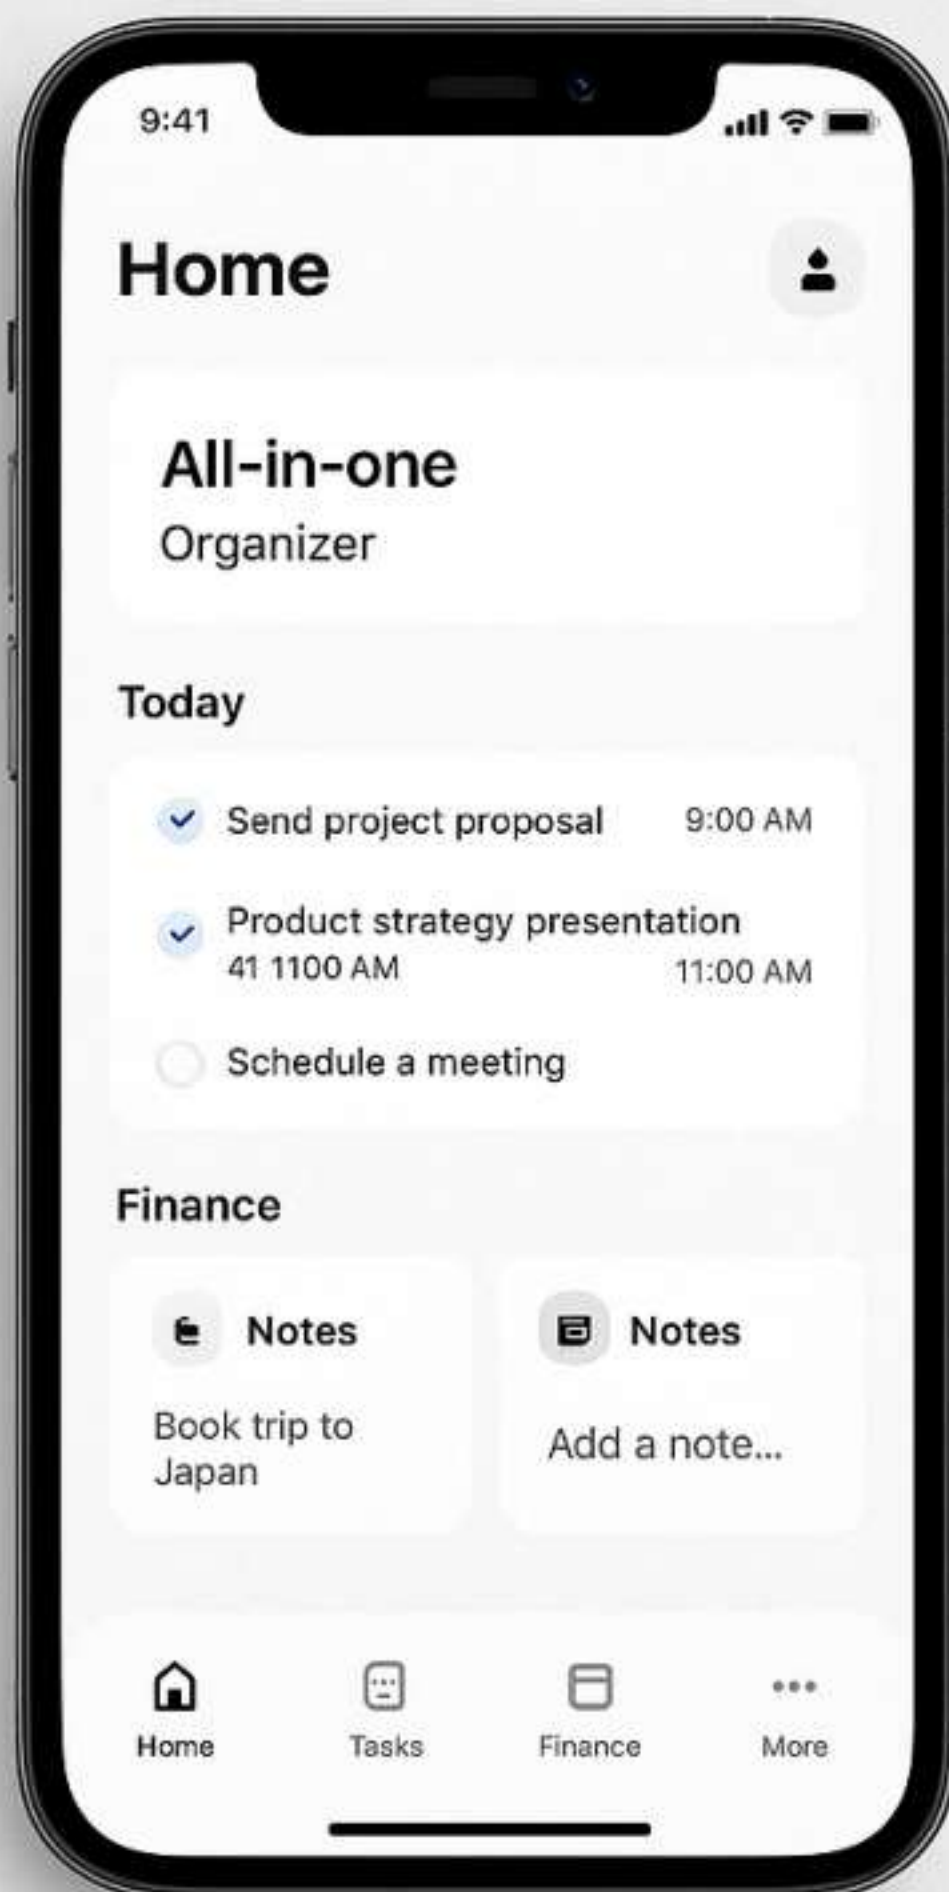 9:41
Home
All-in-one
Organizer
Today
Send project proposal 9:00 AM
Product strategy presentation
41 1100 AM 11:00 AM
Schedule a meeting
Finance
Notes Notes
Book trip to
Japan
Add a note...
Home Tasks Finance More